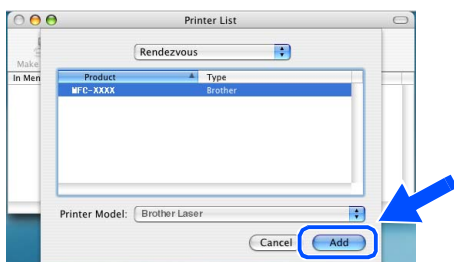 Printer List
Rendezvous
Make
In Men
Product Type
MFC-XXXX Brother
Printer Model: Brother Laser
Cancel Add